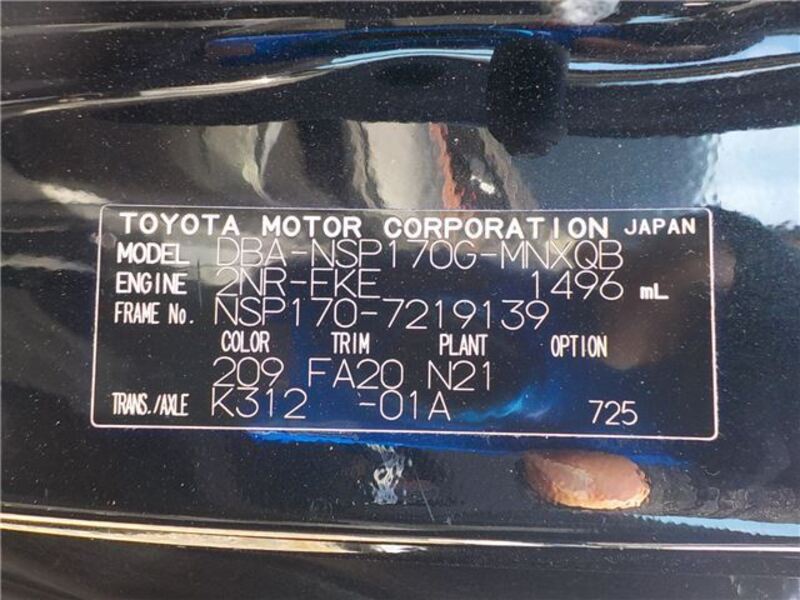 TOYOTA MOTOR CORPORATION JAPAN
MODEL DBA-NSP170G-MNXQB
ENGINE 2NR-FKE 1496 mL
FRAME No. NSP170-7219139
COLOR TRIM PLANT OPTION
209 FA20 N21
TRANS./AXLE K312 -01A 725